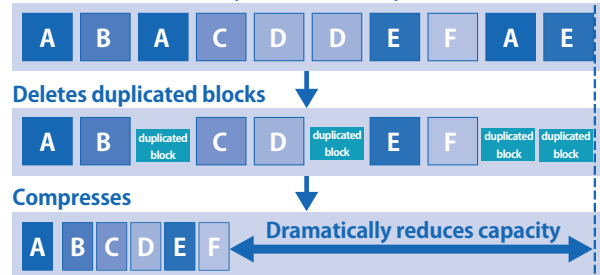 A B A C D D E F A E
Deletes duplicated blocks
A B duplicated block C D duplicated block E F duplicated block duplicated block
Compresses
A B C D E F Dramatically reduces capacity